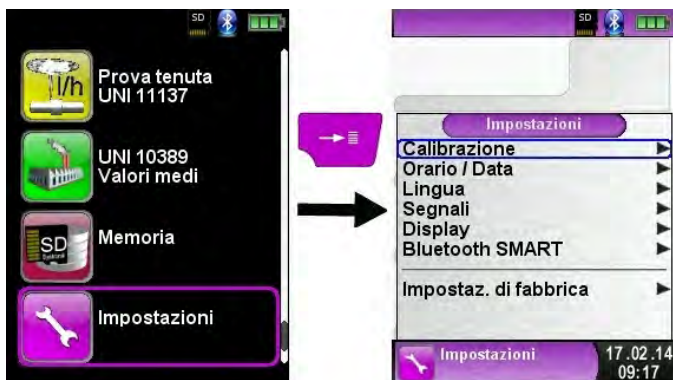 SD
Prova tenuta
UNI 11137
l/h
UNI 10389
Valori medi
SD
Memoria
Impostazioni
SD
Impostazioni
Calibrazione
Orario / Data
Lingua
Segnali
Display
Bluetooth SMART
Impostaz. di fabbrica
Impostazioni
17.02.14
09:17